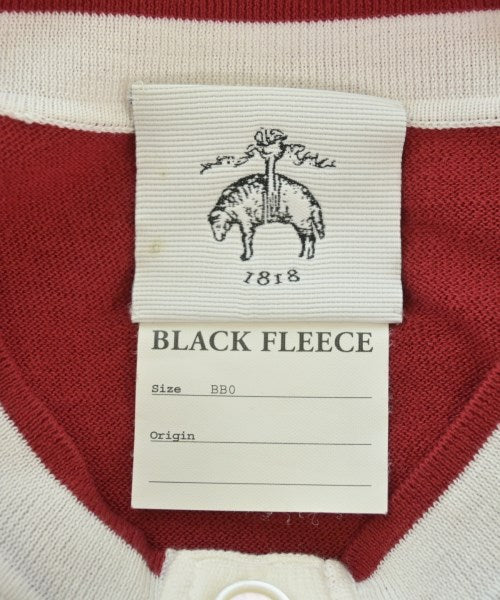 1818
BLACK FLEECE
Size BB0
Origin